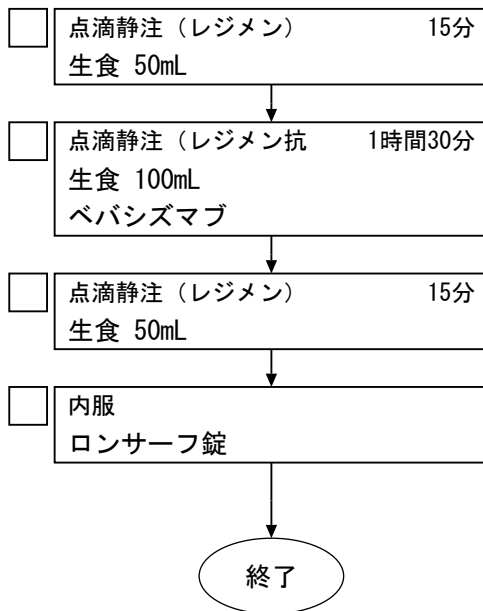 点滴静注（レジメン） 15分
生食 50mL
点滴静注（レジメン抗 1時間30分
生食 100mL
ベバシズマブ
点滴静注（レジメン） 15分
生食 50mL
内服
ロンサーフ錠
終了